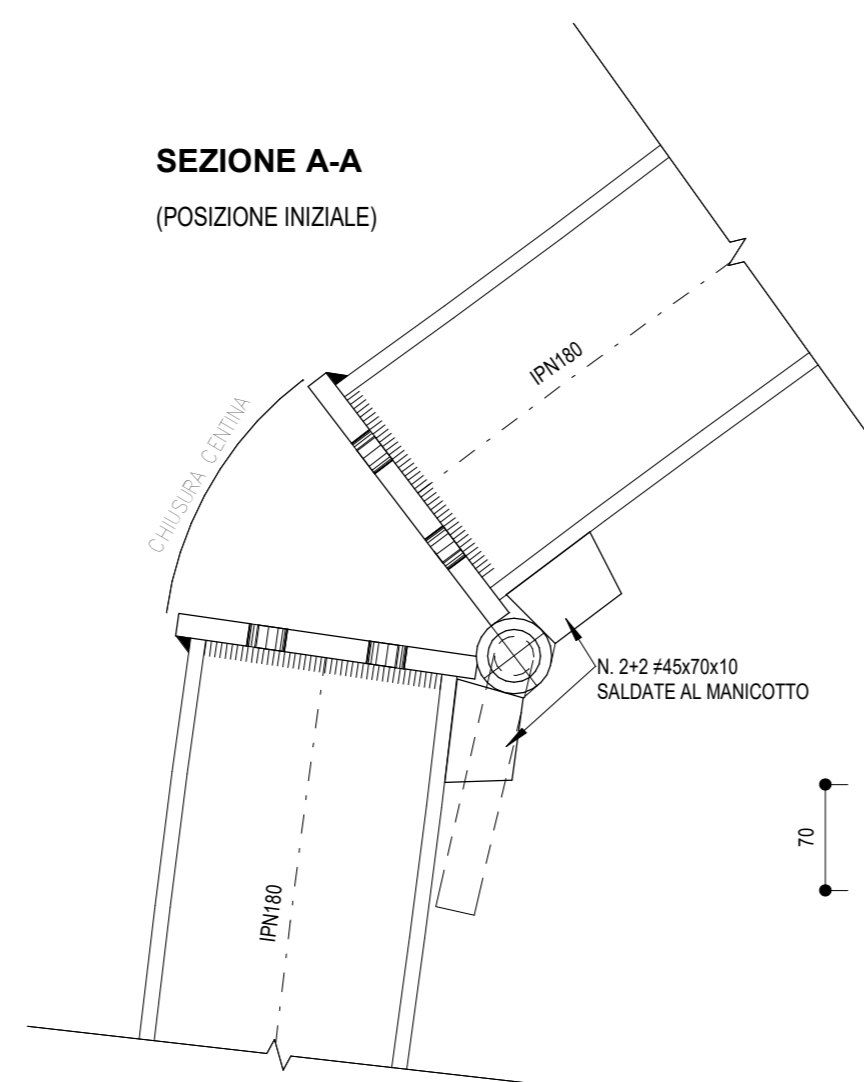 SEZIONE A-A
(POSIZIONE INIZIALE)
IPN180
CHIUSURA CENTINA
N. 2+2 ≠45x70x10
SALDATE AL MANICOTTO
70
IPN180